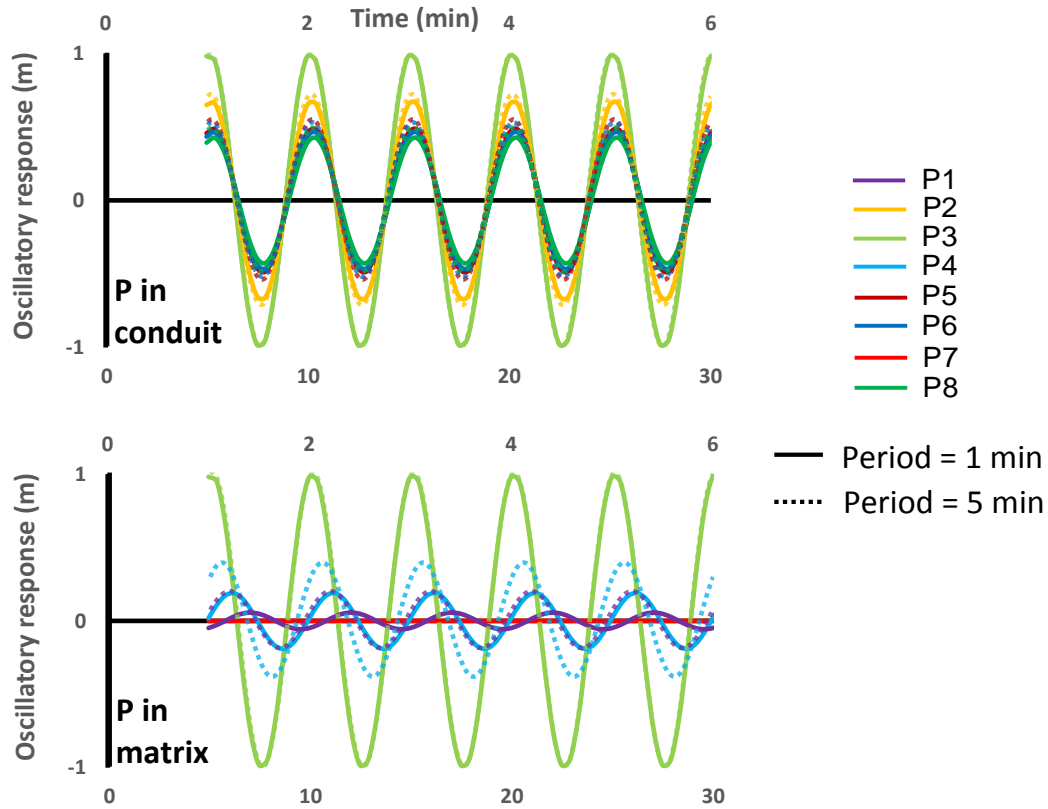 Time (min)
0 2 4 6
Oscillatory response (m)
1
0
-1
P in
conduit
0 10 20 30
P1
P2
P3
P4
P5
P6
P7
P8
Period = 1 min
Period = 5 min
0 2 4 6
Oscillatory response (m)
1
0
-1
P in
matrix
0 10 20 30